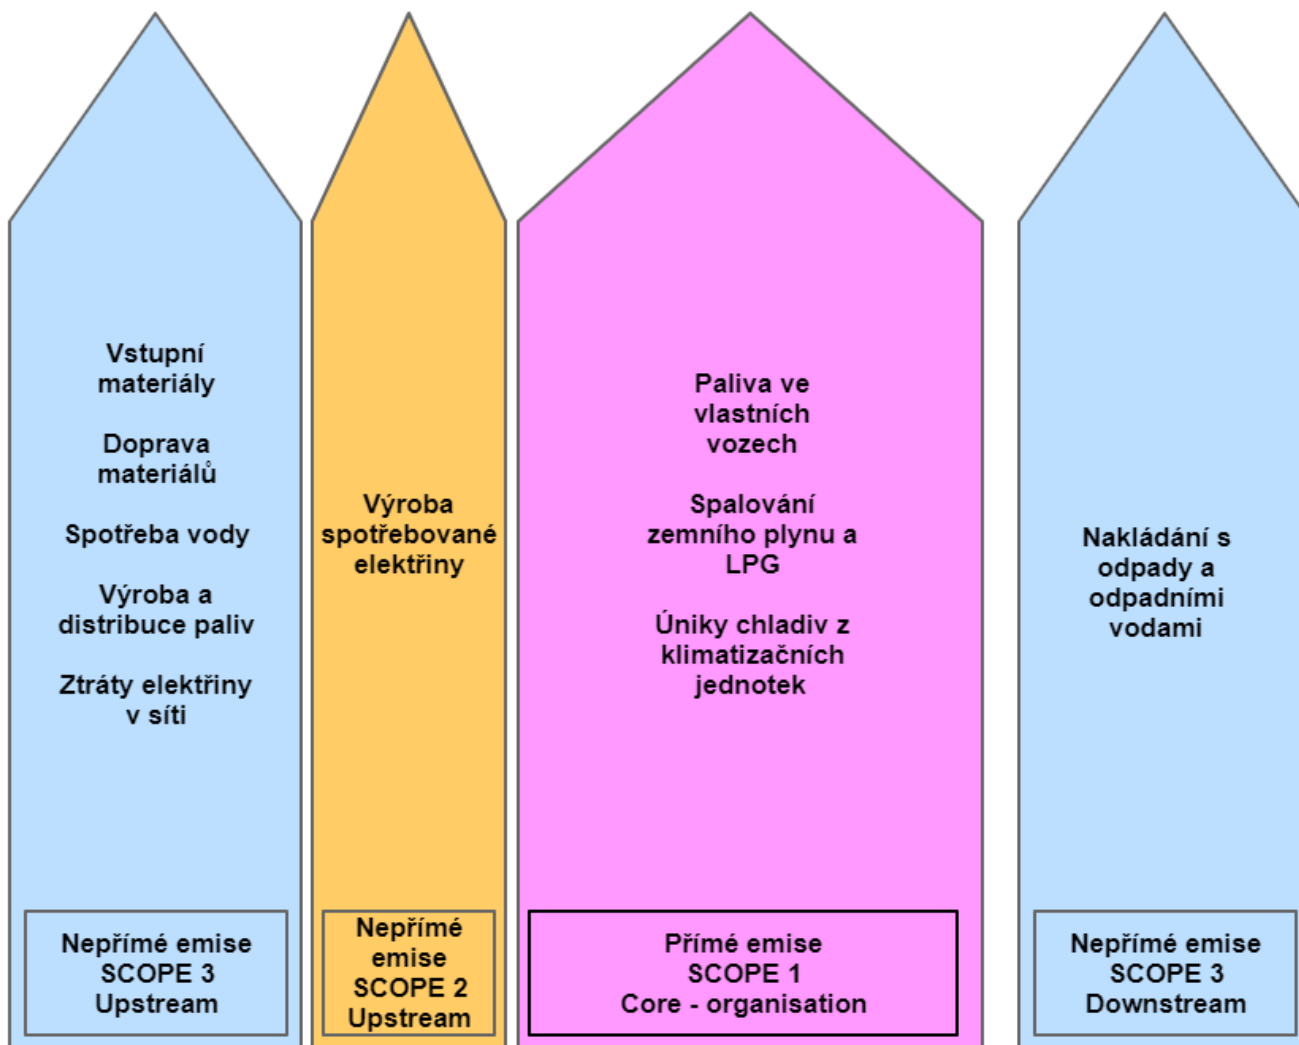 Vstupní
materiály
Doprava
materiálů
Spotřeba vody
Výroba a
distribuce paliv
Ztráty elektřiny
v síti
Nepřímé emise
SCOPE 3
Upstream
Výroba
spotřebované
elektřiny
Nepřímé
emise
SCOPE 2
Upstream
Paliva ve
vlastních
vozech
Spalování
zemního plynu a
LPG
Úniky chladiv z
klimatizačních
jednotek
Přímé emise
SCOPE 1
Core - organisation
Nakládání s
odpady a
odpadními
vodami
Nepřímé emise
SCOPE 3
Downstream